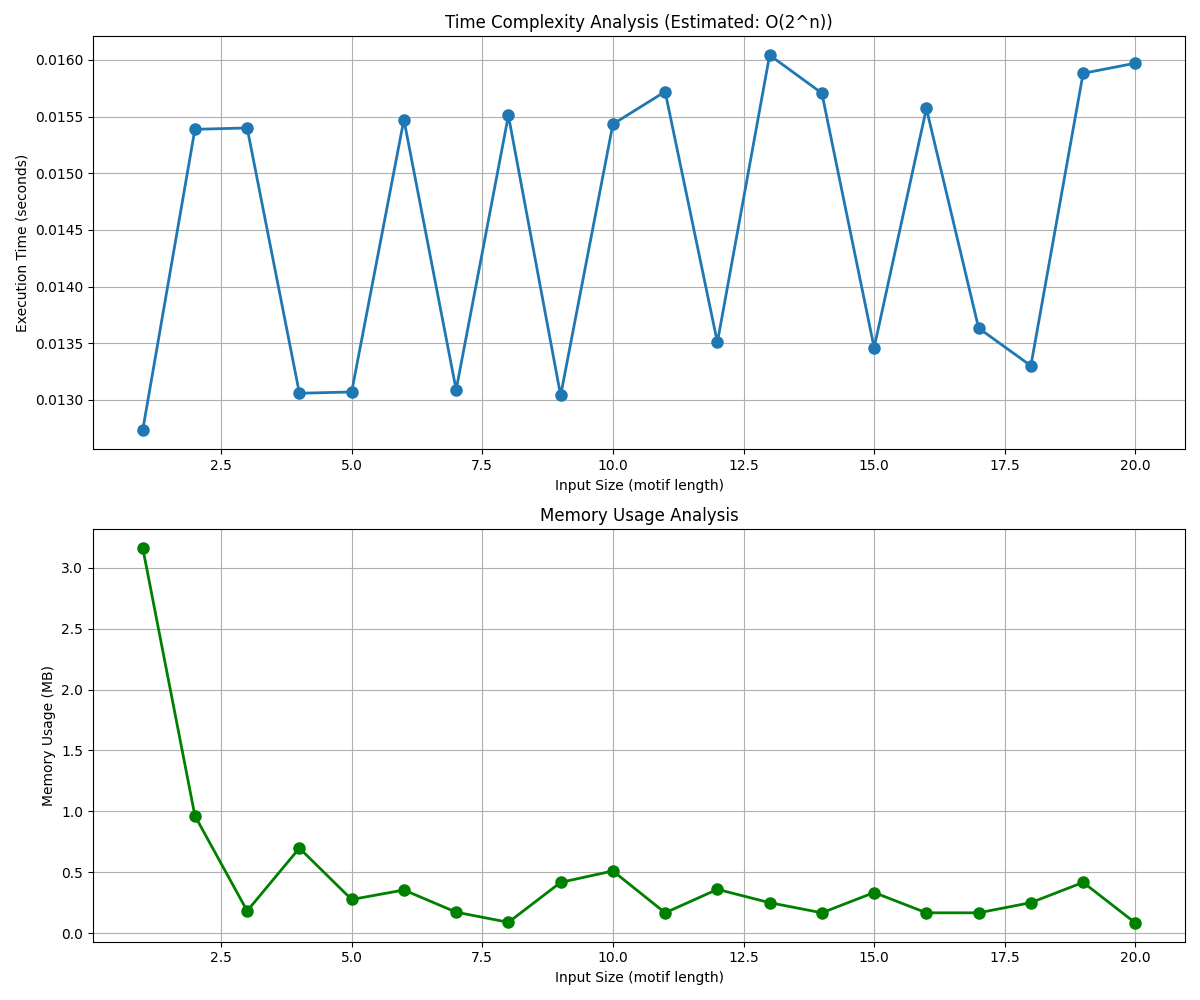 Time Complexity Analysis (Estimated: O(2^n))
Execution Time (seconds)
0.0160
0.0155
0.0150
0.0145
0.0140
0.0135
0.0130
2.5 5.0 7.5 10.0 12.5 15.0 17.5 20.0
Input Size (motif length)
Memory Usage Analysis
Memory Usage (MB)
3.0
2.5
2.0
1.5
1.0
0.5
0.0
2.5 5.0 7.5 10.0 12.5 15.0 17.5 20.0
Input Size (motif length)